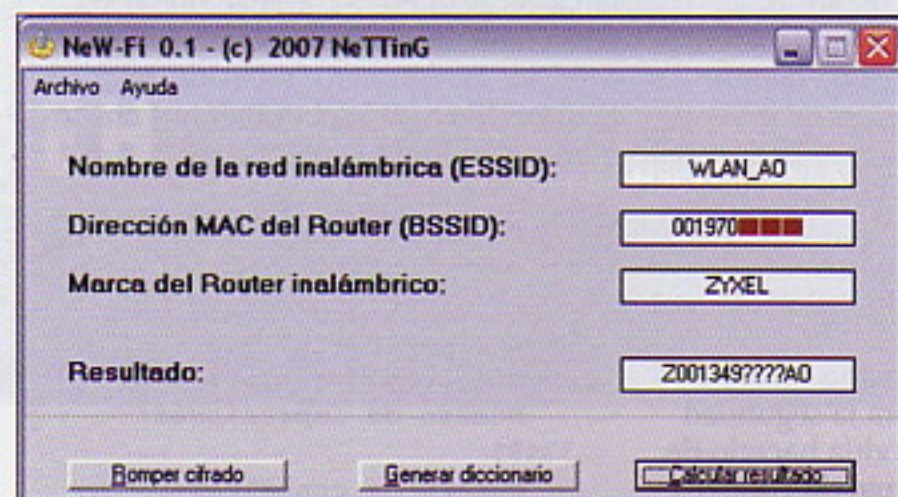 NeW-Fi 0.1 - (c) 2007 NeTTinG
Archivo Ayuda
Nombre de la red inalámbrica (ESSID): WLAN_A0
Dirección MAC del Router (BSSID): 001970
Marca del Router inalámbrico: ZYXEL
Resultado: Z001349????A0
Romper cifrado Generar diccionario Calcular resultado